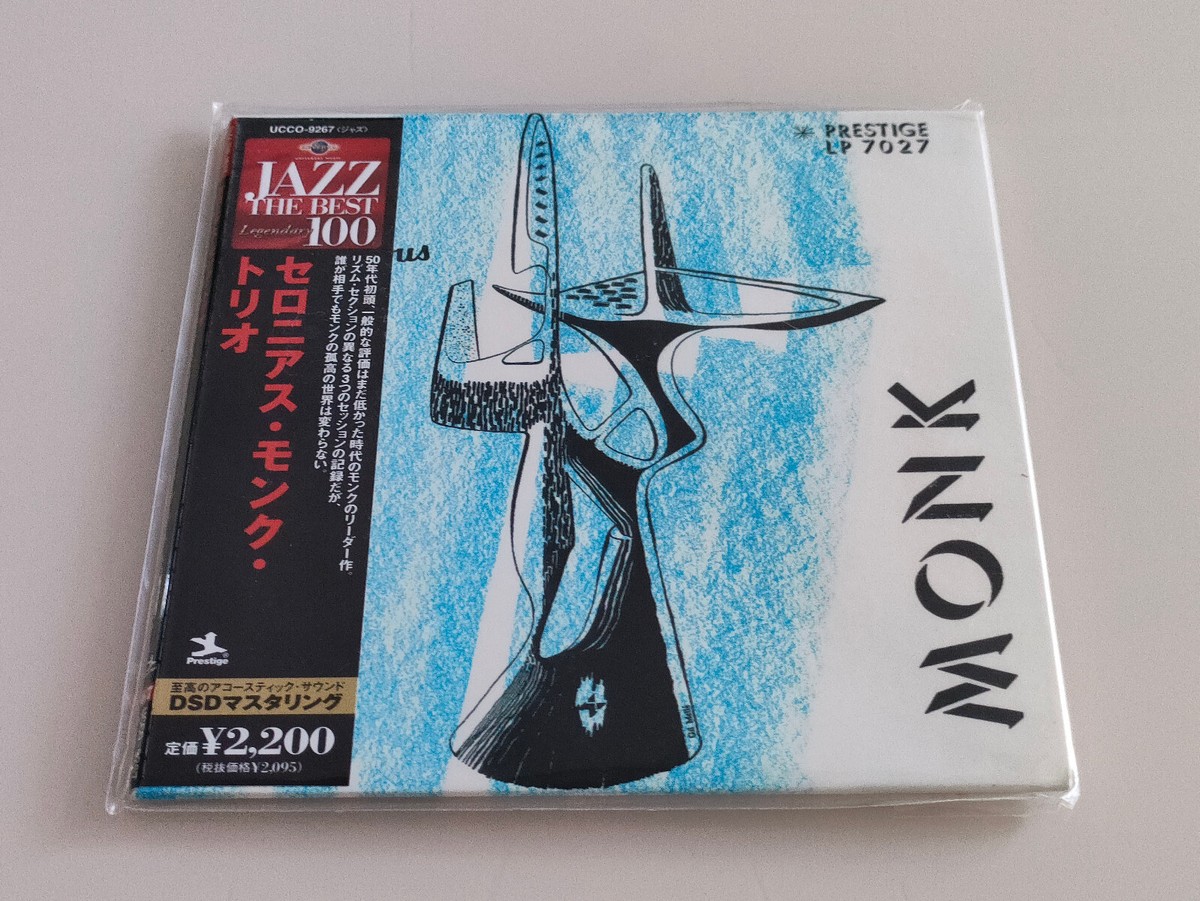 UCCO-9267〈ジャズ〉
JAZZ
THE BEST
Legendary 100
セロニアス・モンク・
トリオ
50年代初頭、一般的な評価はまだ低かった時代のモンクのリーダー作。
リズム・セクションの異なる3つのセッションの記録だが、
誰が相手でもモンクの孤高の世界は変わらない。
Prestige®
至高のアコースティック・サウンド
DSDマスタリング
定価¥2,200
(税抜価格¥2,095)
us
PRESTIGE
LP 7027
MONK